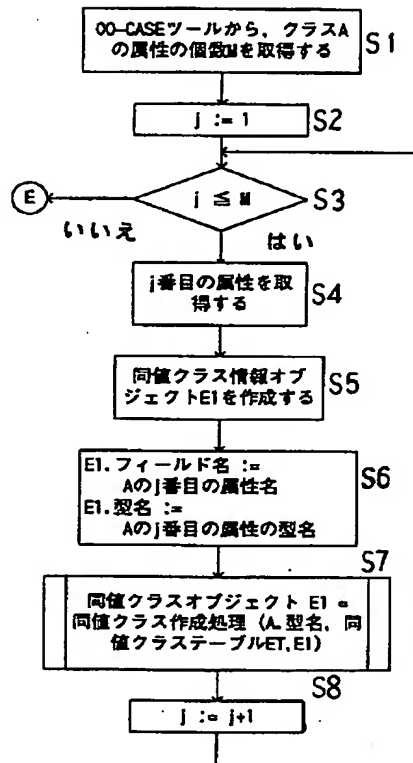 OO-CASEツールから，クラスA
の属性の個数Mを取得する
S1
j := 1
S2
j ≦ M
S3
E
いいえ
はい
j番目の属性を取
得する
S4
同値クラス情報オブ
ジェクトE1を作成する
S5
E1.フィールド名 :=
Aのj番目の属性名
E1.型名 :=
Aのj番目の属性の型名
S6
S7
同値クラスオブジェクト E1 =
同値クラス作成処理（A.型名，同
値クラステーブルET,E1）
S8
j := j+1